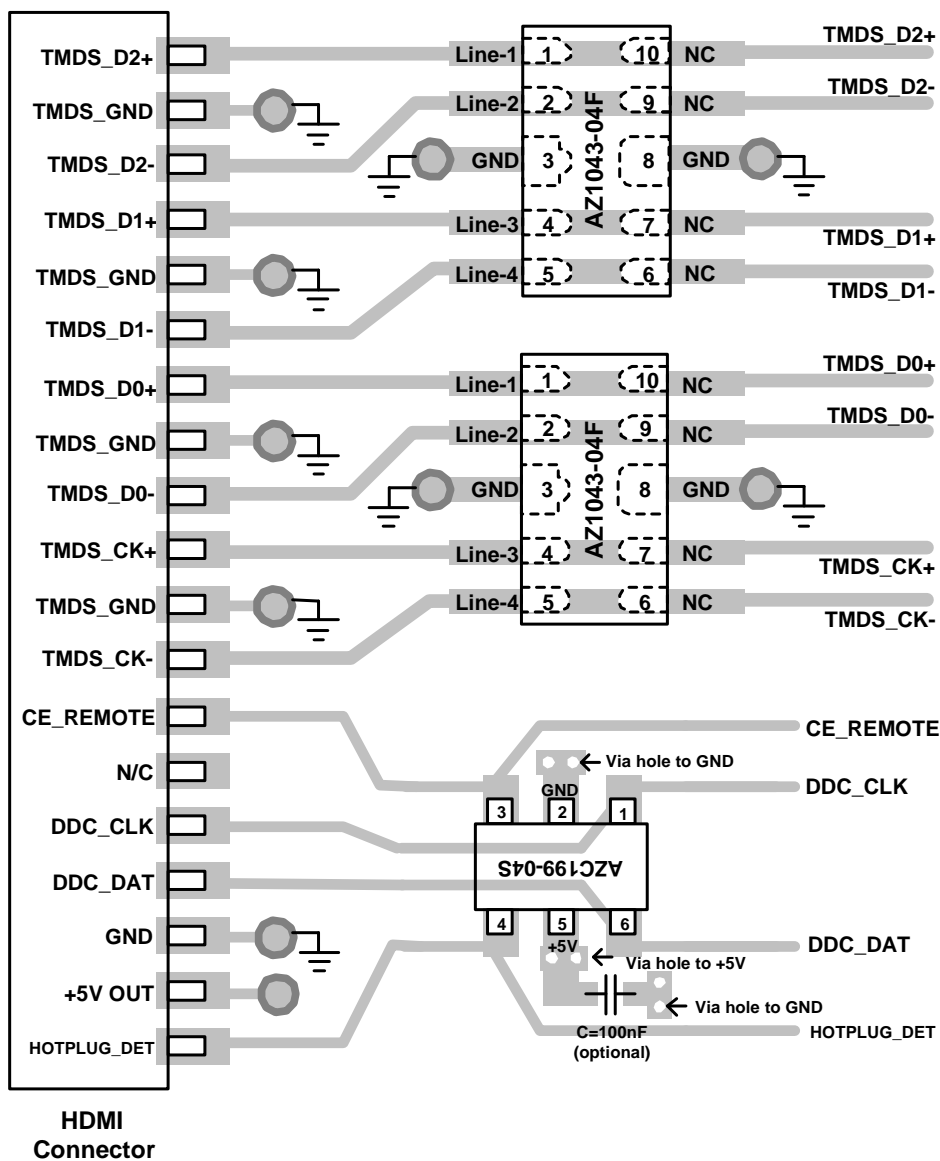 TMDS_D2+
TMDS_GND
TMDS_D2-
TMDS_D1+
TMDS_GND
TMDS_D1-
TMDS_D0+
TMDS_GND
TMDS_D0-
TMDS_CK+
TMDS_GND
TMDS_CK-
CE_REMOTE
N/C
DDC_CLK
DDC_DAT
GND
+5V OUT
HOTPLUG_DET
HDMI
Connector
Line-1 1 10 NC TMDS_D2+
Line-2 2 9 NC TMDS_D2-
GND 3 8 GND
Line-3 4 7 NC TMDS_D1+
Line-4 5 6 NC TMDS_D1-
AZ1043-04F
Line-1 1 10 NC TMDS_D0+
Line-2 2 9 NC TMDS_D0-
GND 3 8 GND
Line-3 4 7 NC TMDS_CK+
Line-4 5 6 NC TMDS_CK-
AZ1043-04F
CE_REMOTE
Via hole to GND
DDC_CLK
GND
3 2 1
AZC199-04S
4 5 6
+5V
DDC_DAT
Via hole to +5V
Via hole to GND
C=100nF
(optional)
HOTPLUG_DET